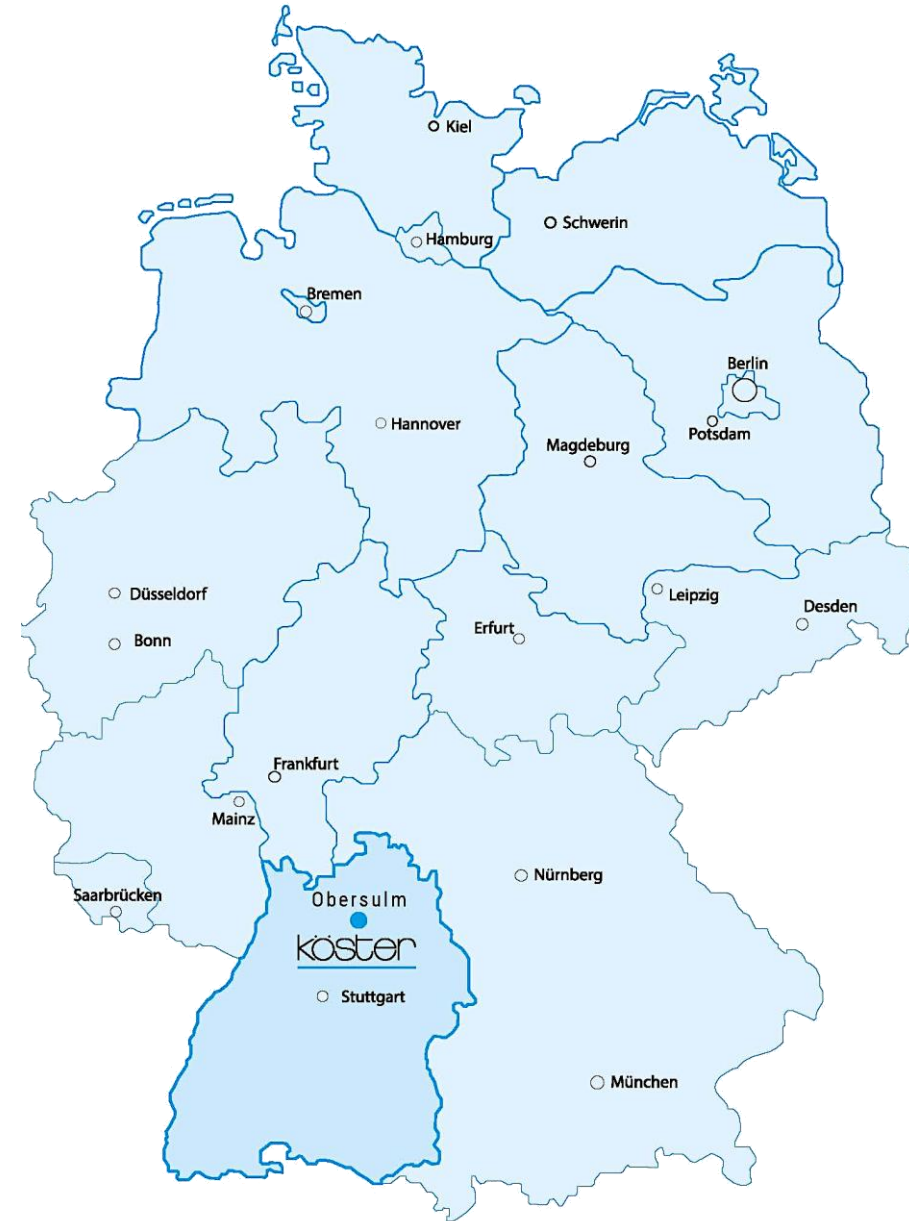 Kiel
Schwerin
Hamburg
Bremen
Berlin
Hannover
Potsdam
Magdeburg
Düsseldorf
Leipzig
Desden
Erfurt
Bonn
Frankfurt
Mainz
Nürnberg
Saarbrücken
Obersulm
köster
Stuttgart
München